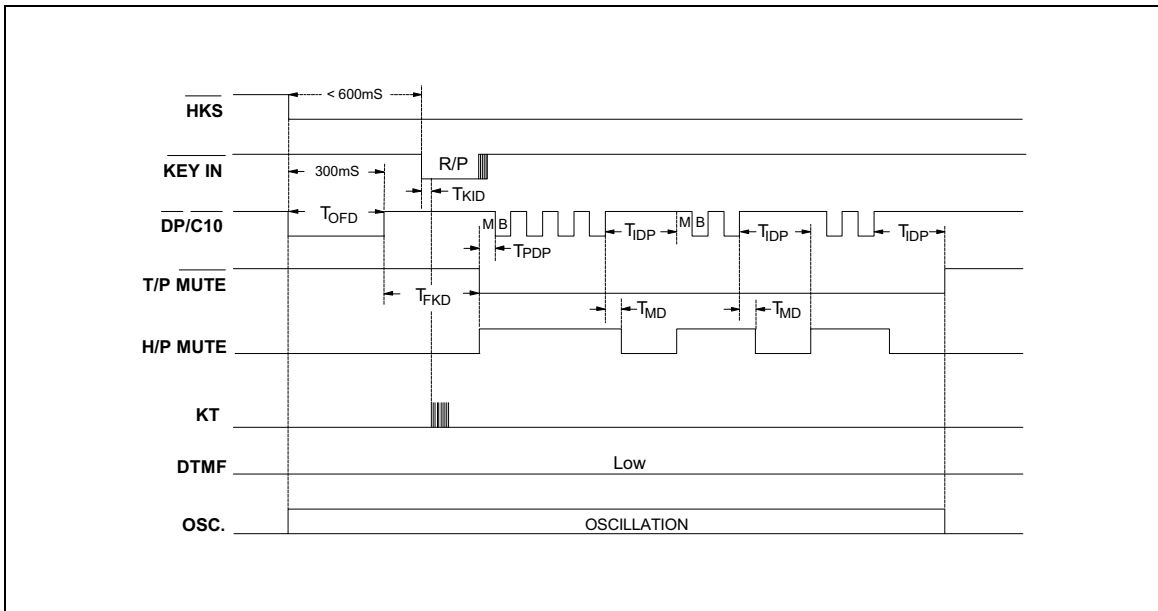 < 600mS
HKS
KEY IN
R/P
300mS
TKID
DP/C10
TOFD
M B
TIDP
M B
TIDP
TIDP
TPDP
T/P MUTE
TFKD
TMD
TMD
H/P MUTE
KT
DTMF
Low
OSC.
OSCILLATION